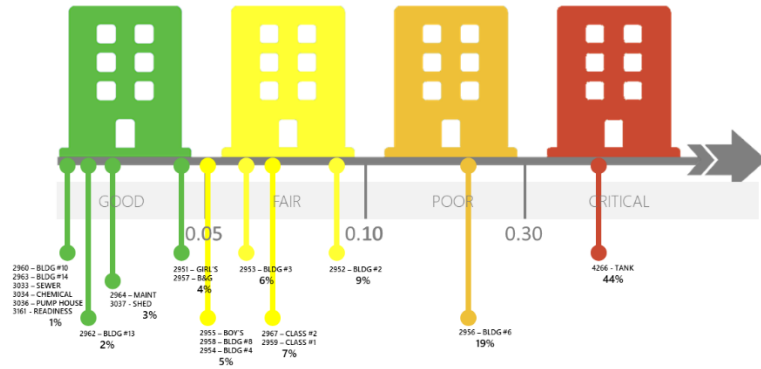 GOOD
FAIR
POOR
CRITICAL
0.05
0.10
0.30
2960 – BLDG #10
2963 – BLDG #14
3033 – SEWER
3034 – CHEMICAL
3036 – PUMP HOUSE
3161 - READINESS
1%
2962 – BLDG #13
2%
2964 – MAINT
3037 - SHED
3%
2951 – GIRL'S
2957 – B&G
4%
2955 – BOY'S
2958 – BLDG #8
2954 – BLDG #4
5%
2953 – BLDG #3
6%
2967 – CLASS #2
2959 – CLASS #1
7%
2952 – BLDG #2
9%
2956 – BLDG #6
19%
4266 - TANK
44%